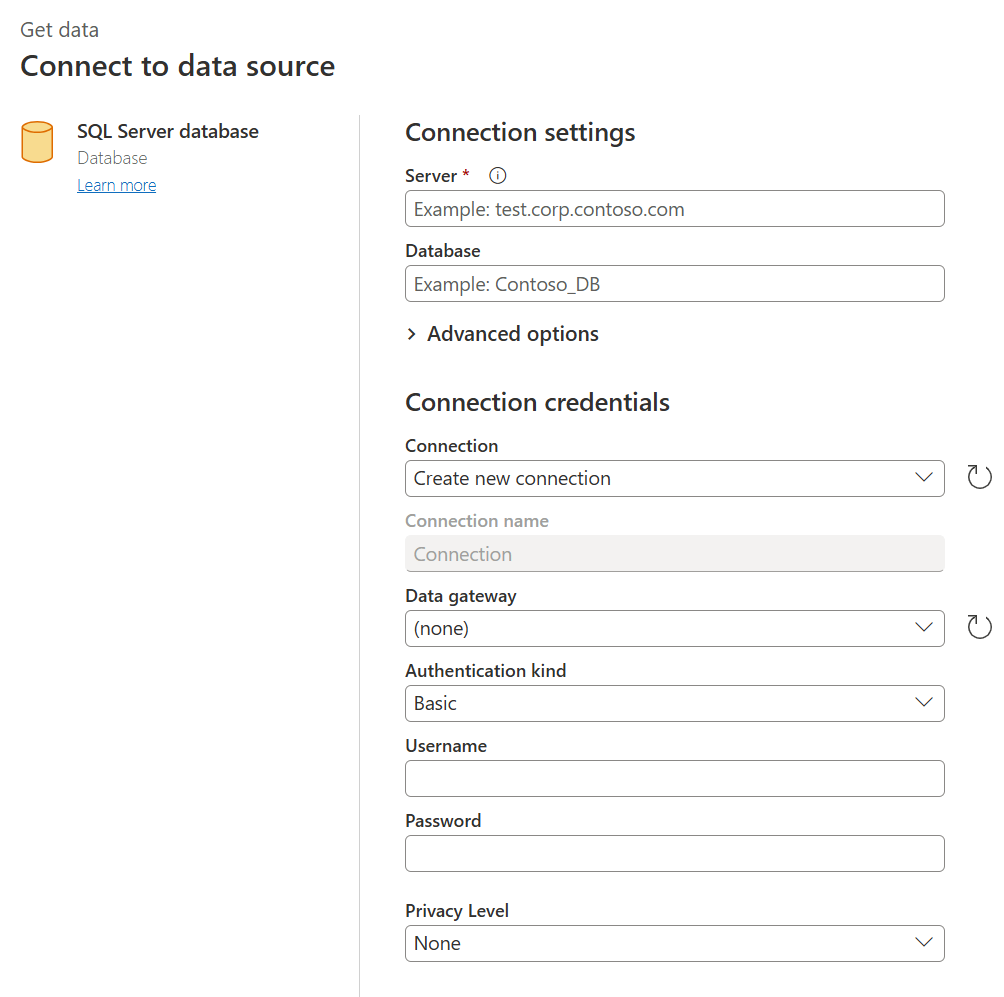 Get data
Connect to data source
SQL Server database
Database
Learn more
Connection settings
Server *
Example: test.corp.contoso.com
Database
Example: Contoso_DB
Advanced options
Connection credentials
Connection
Create new connection
Connection name
Connection
Data gateway
(none)
Authentication kind
Basic
Username
Password
Privacy Level
None